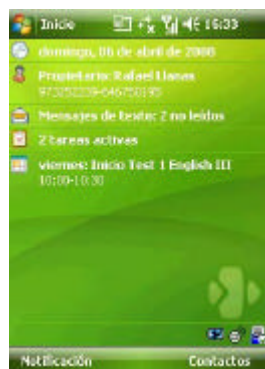 Inicio 16:33
domingo, 06 de abril de 2008
Propietario: Rafael Llanas
Mensajes de texto: 2 no leídos
2 tareas activas
viernes: Inicio Test 1 English III
10:00-10:30
Notificación Contactos